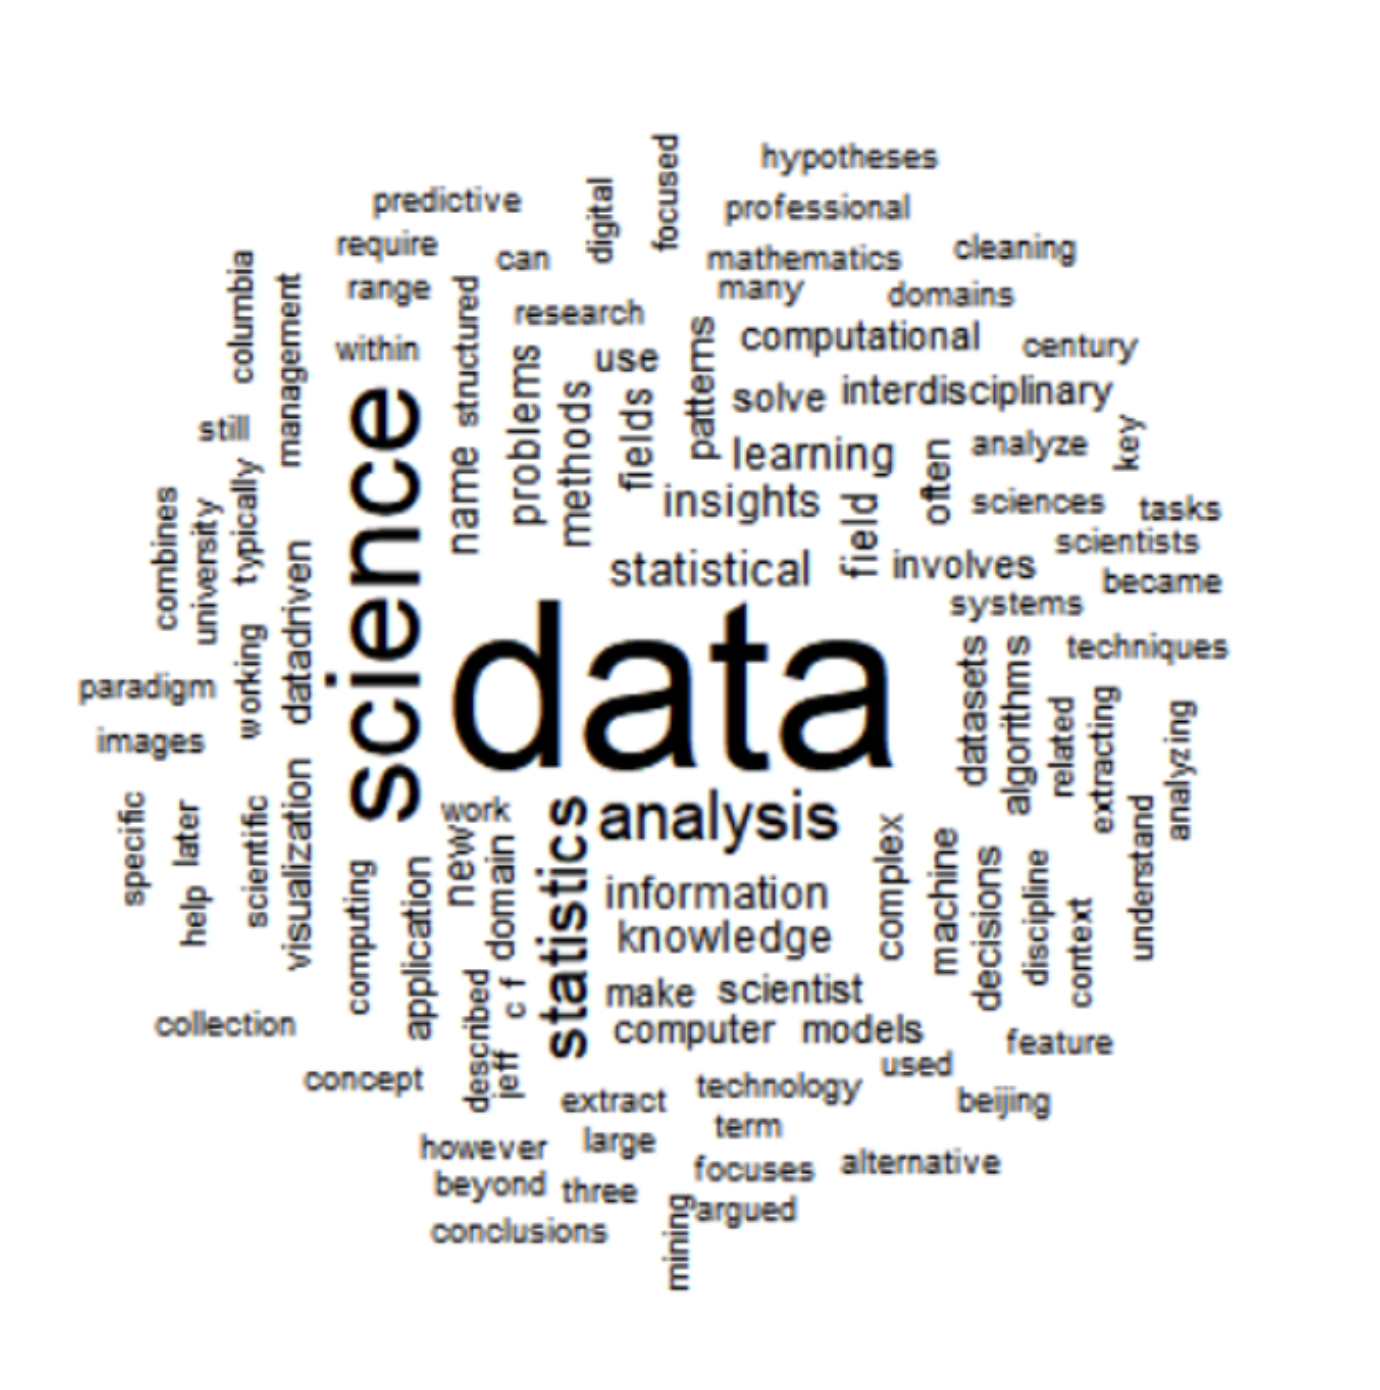 focused
hypotheses
digital
predictive
professional
require
can
mathematics
cleaning
columbia
management
range
structured
many
domains
research
within
problems
use
patterns
computational
century
science
methods
fields
solve
interdisciplinary
still
name
learning
often
analyze
key
combines
university
typically
insights
field
sciences
tasks
datadriven
statistical
involves
scientists
became
systems
data
working
datasets
algorithms
techniques
paradigm
related
extracting
analyzing
images
specific
later
scientific
visualization
work
statistics
analysis
complex
machine
understand
help
computing
application
new
domain
information
decisions
discipline
context
knowledge
described
c f
make
scientist
collection
computer
models
feature
jeff
concept
extract
technology
used
beijing
however
large
term
beyond
three
focuses
alternative
conclusions
mining
argued